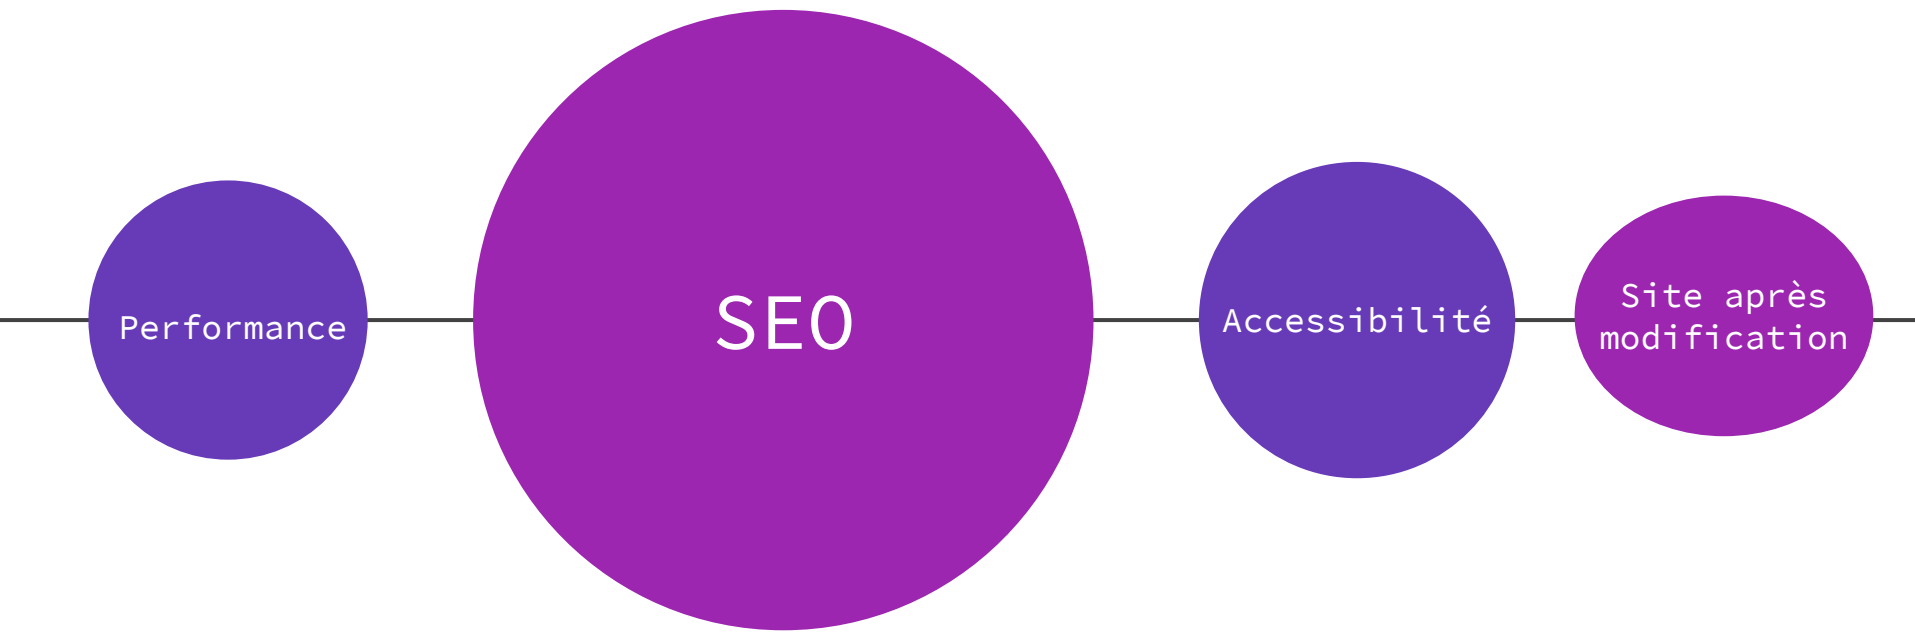 Performance
SEO
Accessibilité
Site après
modification